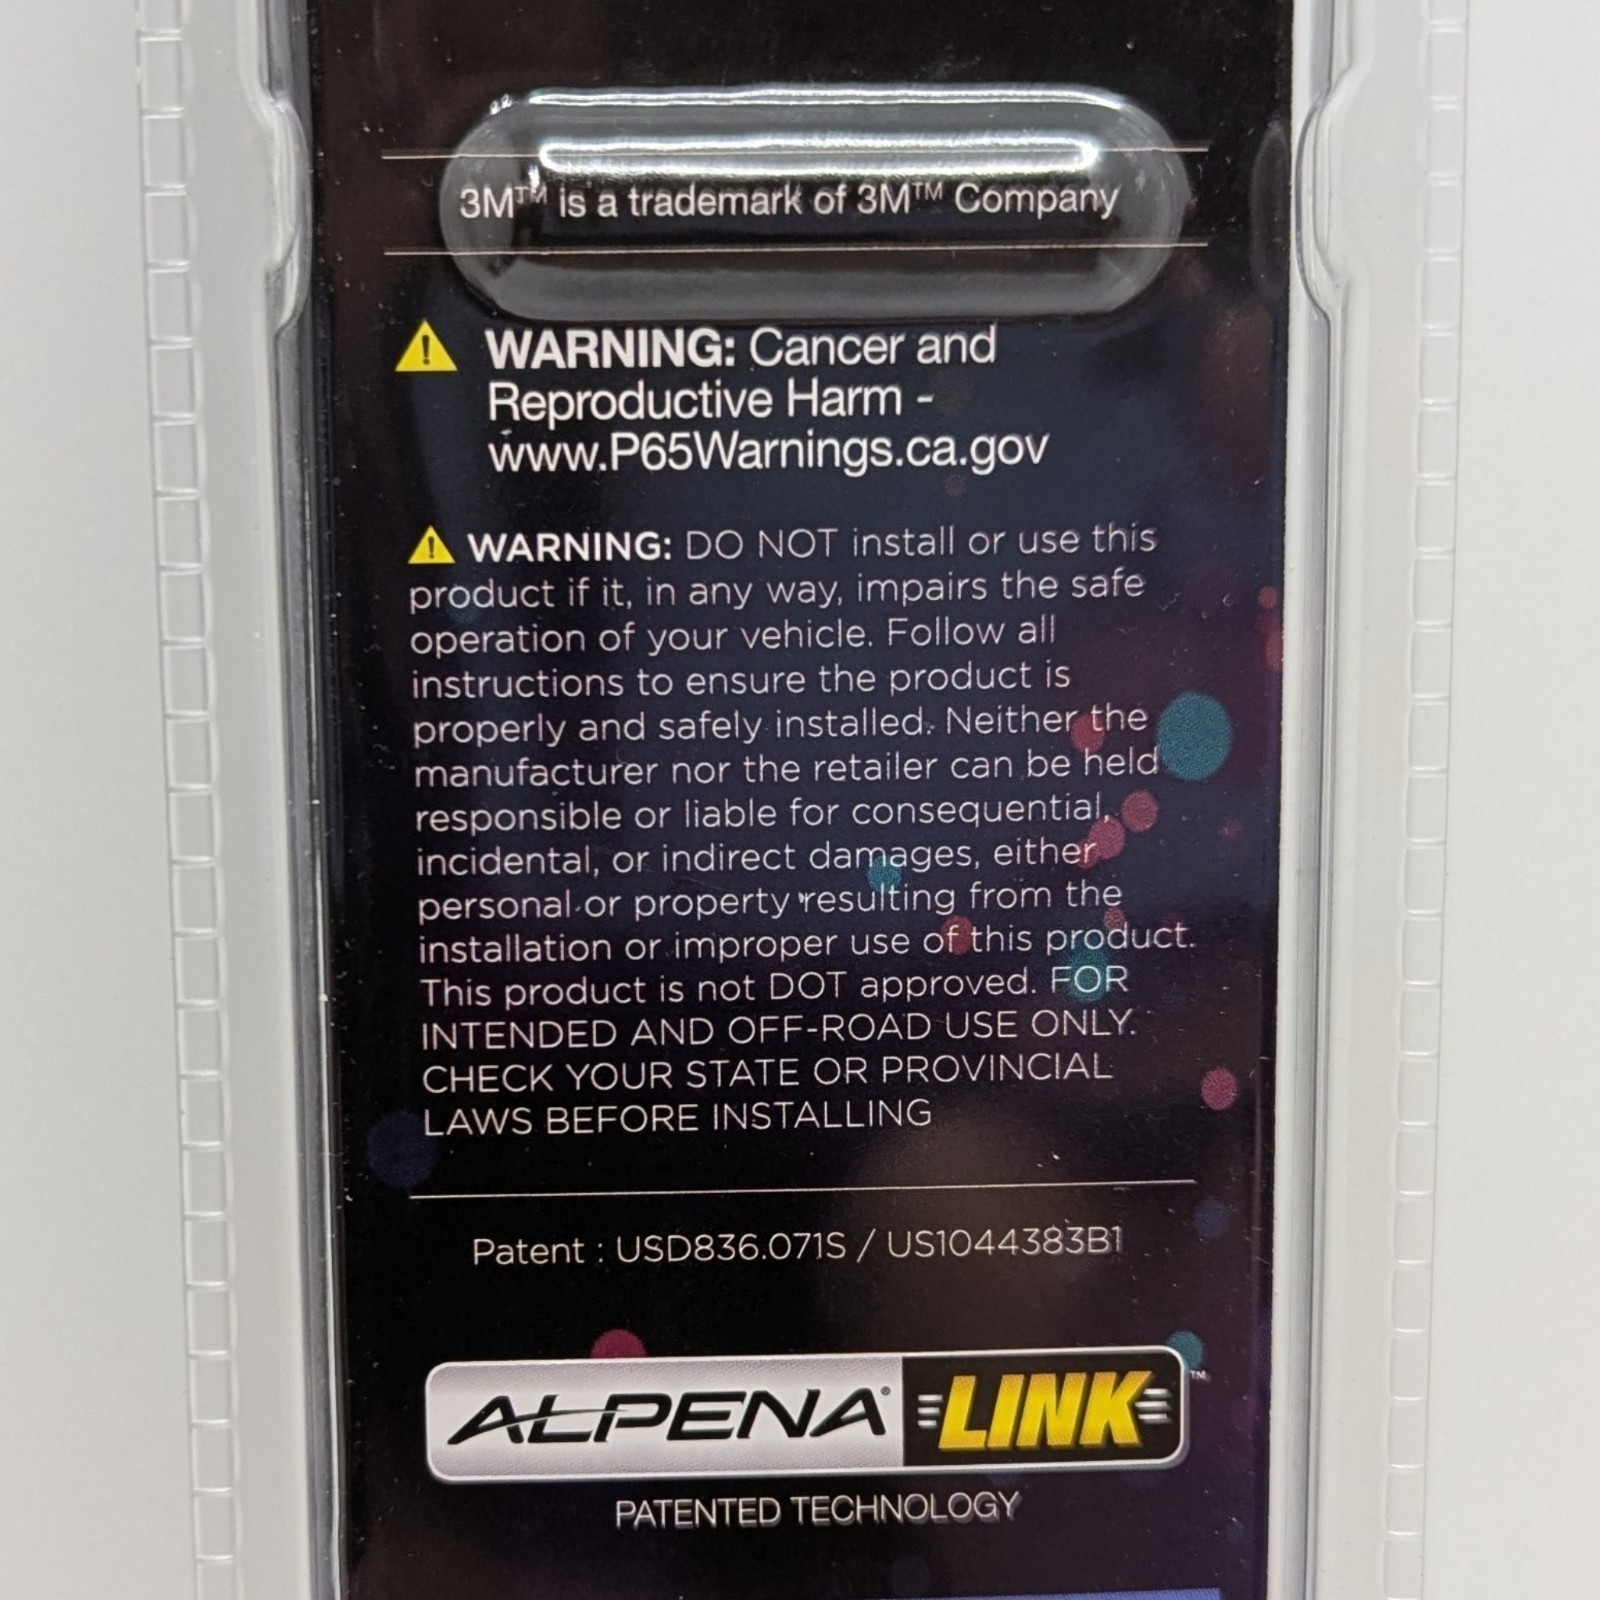 3M™ is a trademark of 3M™ Company
WARNING: Cancer and
Reproductive Harm -
www.P65Warnings.ca.gov
WARNING: DO NOT install or use this
product if it, in any way, impairs the safe
operation of your vehicle. Follow all
instructions to ensure the product is
properly and safely installed. Neither the
manufacturer nor the retailer can be held
responsible or liable for consequential,
incidental, or indirect damages, either
personal or property resulting from the
installation or improper use of this product.
This product is not DOT approved. FOR
INTENDED AND OFF-ROAD USE ONLY.
CHECK YOUR STATE OR PROVINCIAL
LAWS BEFORE INSTALLING
Patent : USD836.071S / US1044383B1
ALPENA® LINK™
PATENTED TECHNOLOGY